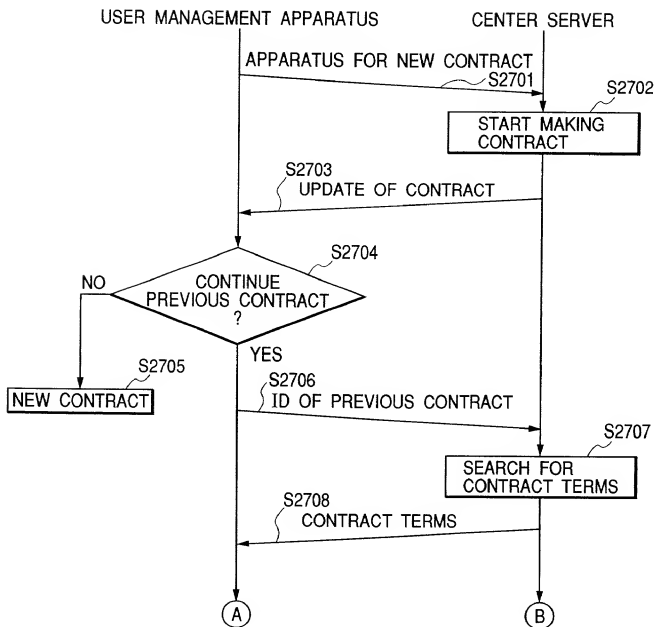 USER MANAGEMENT APPARATUS
CENTER SERVER
APPARATUS FOR NEW CONTRACT
S2701
S2702
START MAKING
CONTRACT
S2703
UPDATE OF CONTRACT
S2704
CONTINUE
PREVIOUS CONTRACT
?
NO
YES
S2705
NEW CONTRACT
S2706
ID OF PREVIOUS CONTRACT
S2707
SEARCH FOR
CONTRACT TERMS
S2708
CONTRACT TERMS
A
B